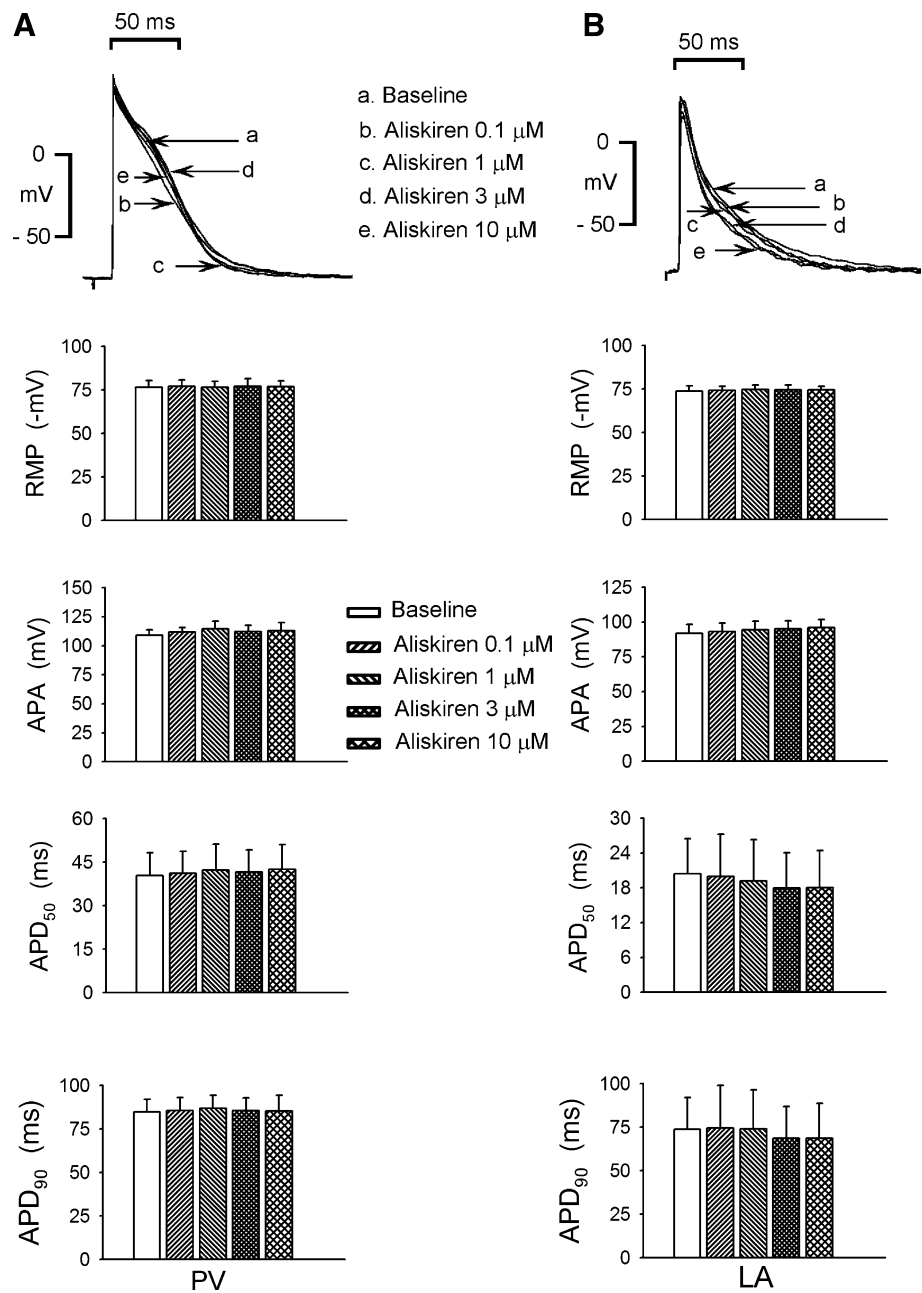 A
50 ms
0
mV
- 50
a
d
e
b
c
a. Baseline
b. Aliskiren 0.1 µM
c. Aliskiren 1 µM
d. Aliskiren 3 µM
e. Aliskiren 10 µM
B
50 ms
0
mV
- 50
a
b
c
d
e
RMP (-mV)
100
75
50
25
0
RMP (-mV)
100
75
50
25
0
APA (mV)
150
125
100
75
50
25
0
Baseline
Aliskiren 0.1 µM
Aliskiren 1 µM
Aliskiren 3 µM
Aliskiren 10 µM
APA (mV)
125
100
75
50
25
0
APD50 (ms)
60
45
30
15
0
APD50 (ms)
30
24
18
12
6
0
APD90 (ms)
100
75
50
25
0
PV
APD90 (ms)
100
75
50
25
0
LA